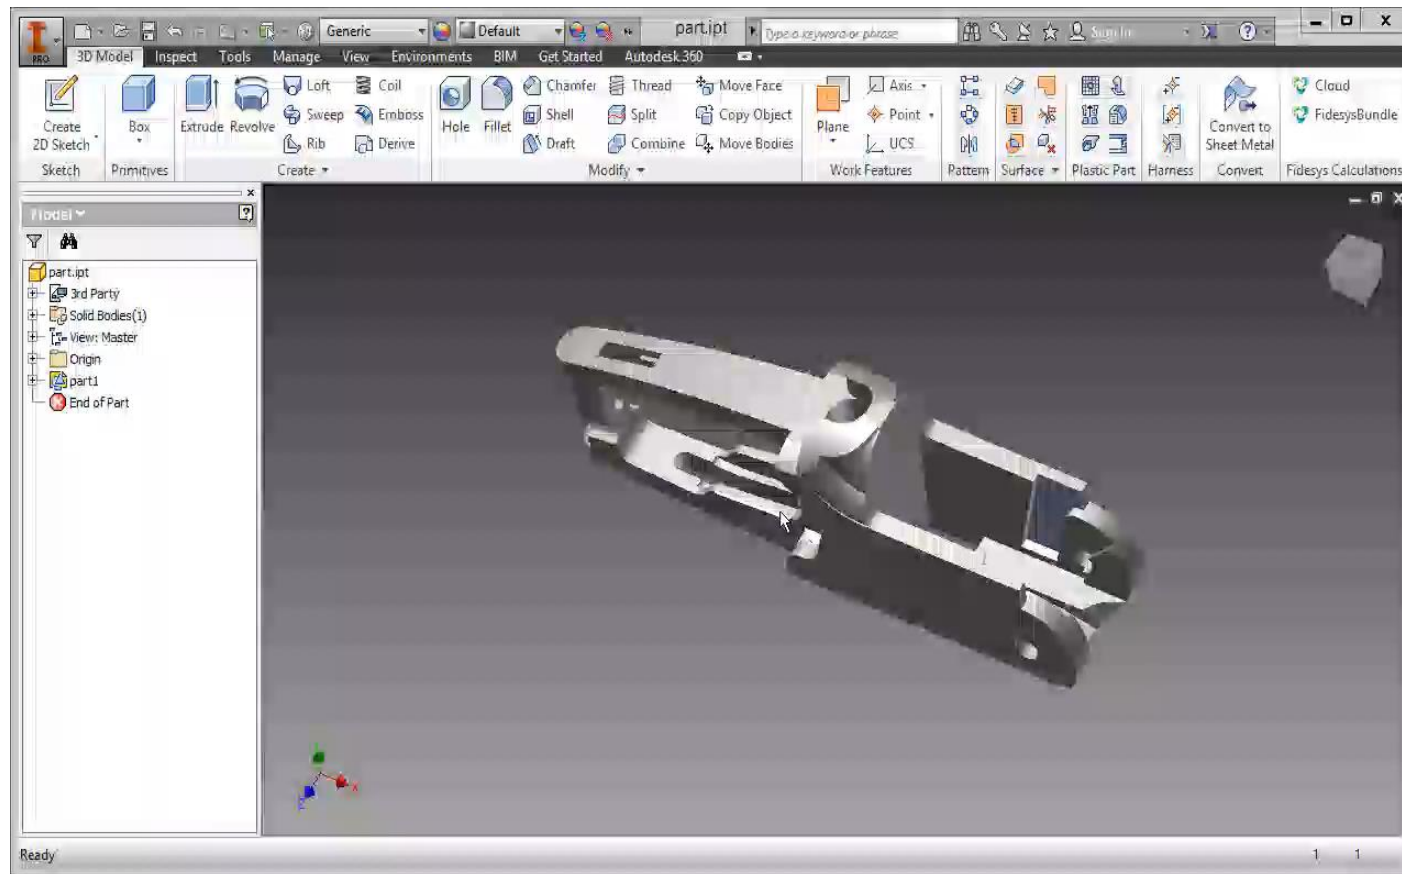 Generic Default part.ipt Type a keyword or phrase Sign In
PRO 3D Model Inspect Tools Manage View Environments BIM Get Started Autodesk 360
Loft Coil Chamfer Thread Move Face Axis Cloud
Create 2D Sketch Box Extrude Revolve Sweep Emboss Hole Fillet Shell Split Copy Object Plane Point Convert to Sheet Metal FidesysBundle
Rib Derive Draft Combine Move Bodies UCS
Sketch Primitives Create Modify Work Features Pattern Surface Plastic Part Harness Convert Fidesys Calculations
Model
part.ipt
3rd Party
Solid Bodies(1)
View: Master
Origin
part1
End of Part
x
z
Ready 1 1